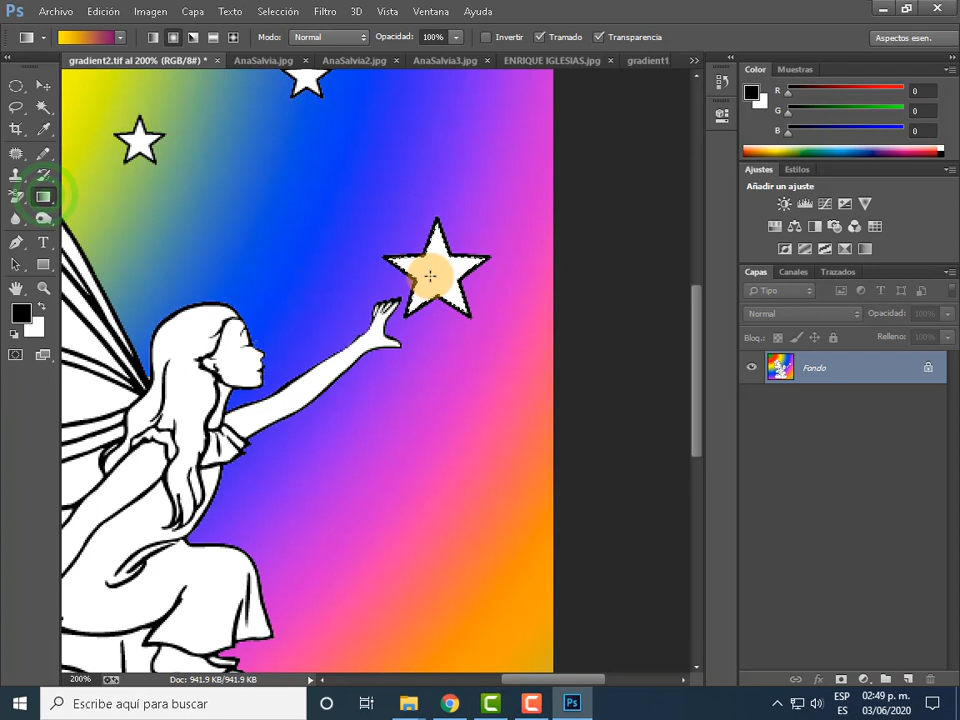 Ps Archivo Edición Imagen Capa Texto Selección Filtro 3D Vista Ventana Ayuda
Modo: Normal Opacidad: 100% Invertir Tramado Transparencia Aspectos esen.
gradient2.tif al 200% (RGB/8#) * × AnaSalvia.jpg × AnaSalvia2.jpg × AnaSalvia3.jpg × ENRIQUE IGLESIAS.jpg × gradient1
Color Muestras
R 0
G 0
B 0
Ajustes Estilos
Añadir un ajuste
Capas Canales Trazados
Tipo
Normal Opacidad: 100%
Bloq.: Relleno: 100%
Fondo
T
200% Doc: 941.9 KB/941.9 KB
Escribe aquí para buscar
ESP 02:49 p. m.
ES 03/06/2020
Ps